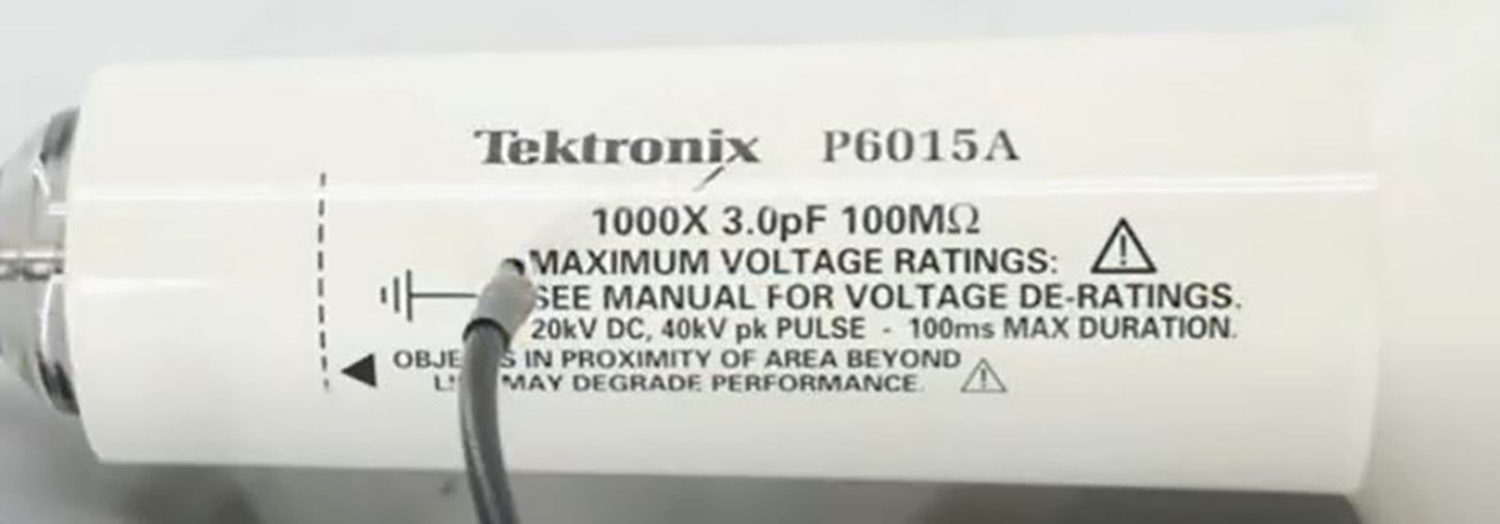 Tektronix P6015A
1000X 3.0pF 100MΩ
MAXIMUM VOLTAGE RATINGS:
SEE MANUAL FOR VOLTAGE DE-RATINGS.
20kV DC, 40kV pk PULSE - 100ms MAX DURATION.
IN PROXIMITY OF AREA BEYOND
MAY DEGRADE PERFORMANCE.